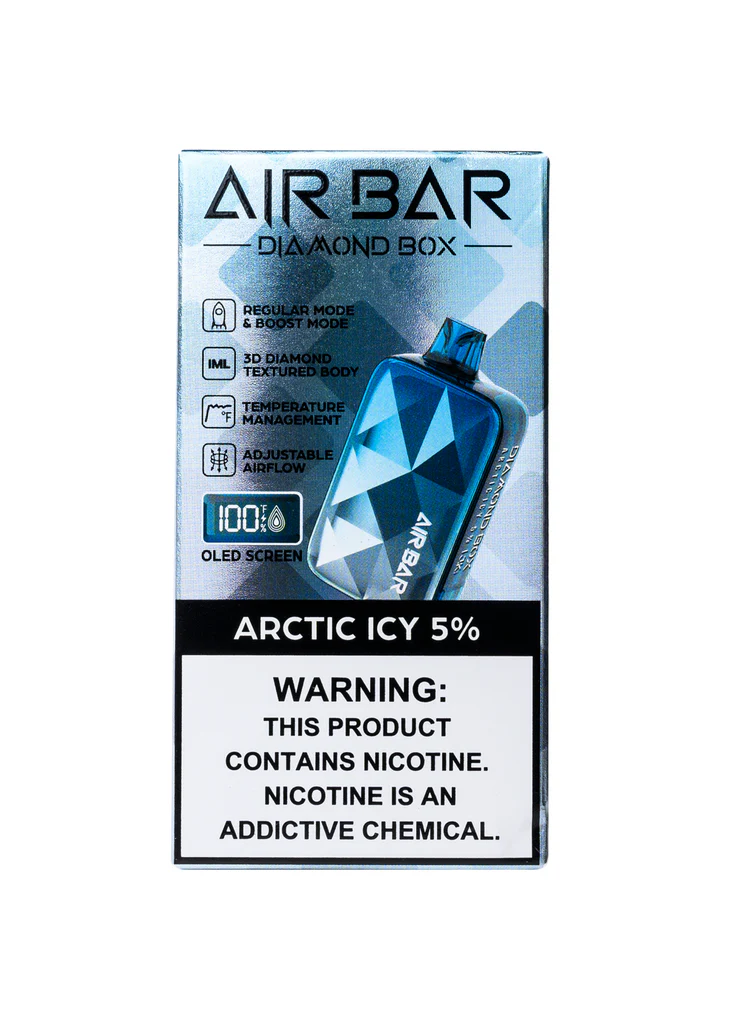 AIR BAR
DIAMOND BOX
REGULAR MODE
& BOOST MODE
IML
3D DIAMOND
TEXTURED BODY
°F
TEMPERATURE
MANAGEMENT
ADJUSTABLE
AIRFLOW
100
°F
OLED SCREEN
AIR BAR
DIAMOND BOX
ARCTIC ICY 5%
WARNING:
THIS PRODUCT
CONTAINS NICOTINE.
NICOTINE IS AN
ADDICTIVE CHEMICAL.